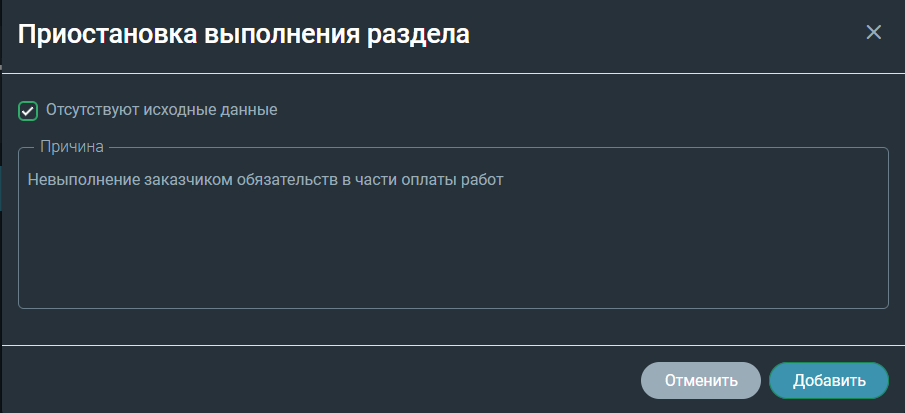 Приостановка выполнения раздела
Отсутствуют исходные данные
Причина
Невыполнение заказчиком обязательств в части оплаты работ
Отменить
Добавить